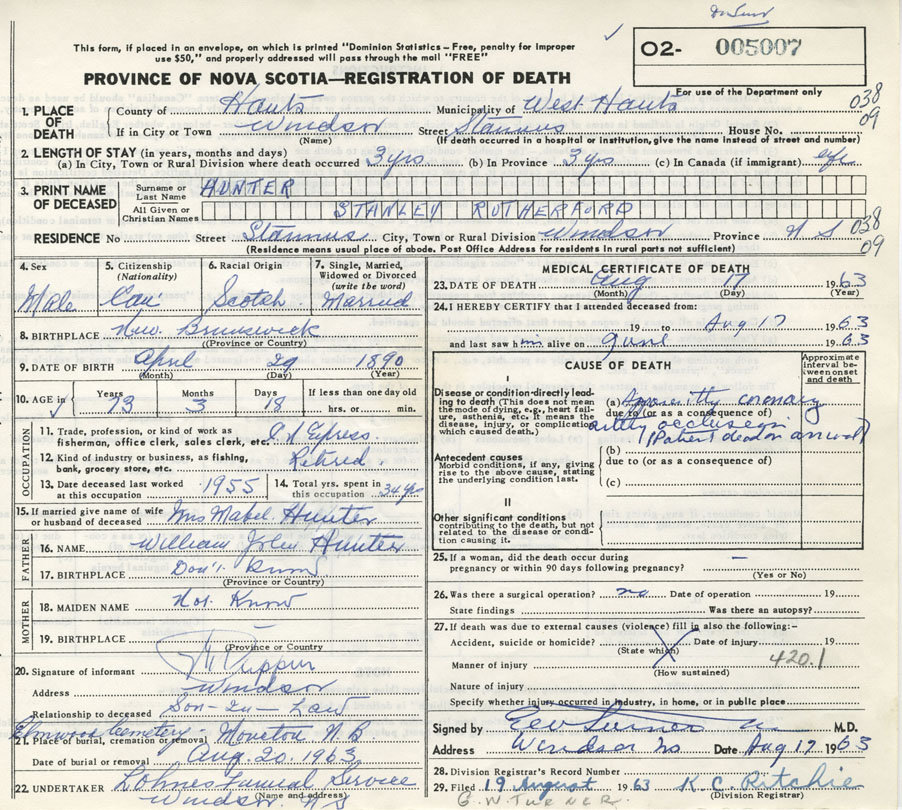 This form, if placed in an envelope, on which is printed "Dominion Statistics – Free, penalty for improper
use $50," and properly addressed will pass through the mail "FREE"
O2- 005007
PROVINCE OF NOVA SCOTIA—REGISTRATION OF DEATH
For use of the Department only
038
09
1. PLACE OF DEATH
County of Hants Municipality of West Hants
If in City or Town Windsor Street Stannus House No.
(Name) (If death occurred in a hospital or institution, give the name instead of street and number)
2. LENGTH OF STAY (in years, months and days)
(a) In City, Town or Rural Division where death occurred 3 yrs (b) In Province 3 yrs (c) In Canada (if immigrant)
3. PRINT NAME OF DECEASED
Surname or Last Name HUNTER
All Given or Christian Names STANLEY RUTHERFORD
RESIDENCE No Street Stannus City, Town or Rural Division Windsor Province N S
(Residence means usual place of abode. Post Office Address for residents in rural parts not sufficient)
038
09
4. Sex Male
5. Citizenship (Nationality) Can
6. Racial Origin Scotch
7. Single, Married, Widowed or Divorced (write the word) Married
8. BIRTHPLACE New Brunswick
(Province or Country)
9. DATE OF BIRTH April 29 1890
(Month) (Day) (Year)
10. AGE in Years 73 Months 3 Days 18 If less than one day old hrs. or min.
OCCUPATION
11. Trade, profession, or kind of work as fisherman, office clerk, sales clerk, etc. Express
12. Kind of industry or business, as fishing, bank, grocery store, etc. Retired
13. Date deceased last worked at this occupation 1955
14. Total yrs. spent in this occupation 34 yrs
15. If married give name of wife or husband of deceased Mrs Mabel Hunter
FATHER
16. NAME William John Hunter
17. BIRTHPLACE Don't Know
(Province or Country)
MOTHER
18. MAIDEN NAME Not Know
19. BIRTHPLACE
(Province or Country)
20. Signature of informant
Address Windsor
Relationship to deceased Son-in-Law
21. Place of burial, cremation or removal Elmwood Cemetery - Moncton N B
Date of burial or removal Aug. 20. 1963
22. UNDERTAKER Lohnes Funeral Service
Windsor NS
(Name and address)
MEDICAL CERTIFICATE OF DEATH
23. DATE OF DEATH Aug 17 1963
(Month) (Day) (Year)
24. I HEREBY CERTIFY that I attended deceased from:
19 to Aug 17 1963
and last saw him alive on June 1963
CAUSE OF DEATH
Approximate interval between onset and death
I
Disease or condition directly leading to death (This does not mean the mode of dying, e.g., heart failure, asthenia, etc. It means the disease, injury, or complication which caused death.)
(a) Apparently coronary
due to (or as a consequence of)
artery occlusion
(Patient dead on arrival)
(b)
Antecedent causes
Morbid conditions, if any, giving rise to the above cause, stating the underlying condition last.
due to (or as a consequence of)
(c)
II
Other significant conditions contributing to the death, but not related to the disease or condition causing it.
25. If a woman, did the death occur during pregnancy or within 90 days following pregnancy? –
(Yes or No)
26. Was there a surgical operation? no Date of operation 19
State findings Was there an autopsy?
27. If death was due to external causes (violence) fill in also the following:–
Accident, suicide or homicide? Date of injury 19
(State which)
Manner of injury 420.1
(How sustained)
Nature of injury
Specify whether injury occurred in industry, in home, or in public place
Signed by M.D.
Address Windsor NS Date Aug 17 1963
28. Division Registrar's Record Number
29. Filed 19 August 1963 K C Ritchie
(Division Registrar)
G. W. TURNER.